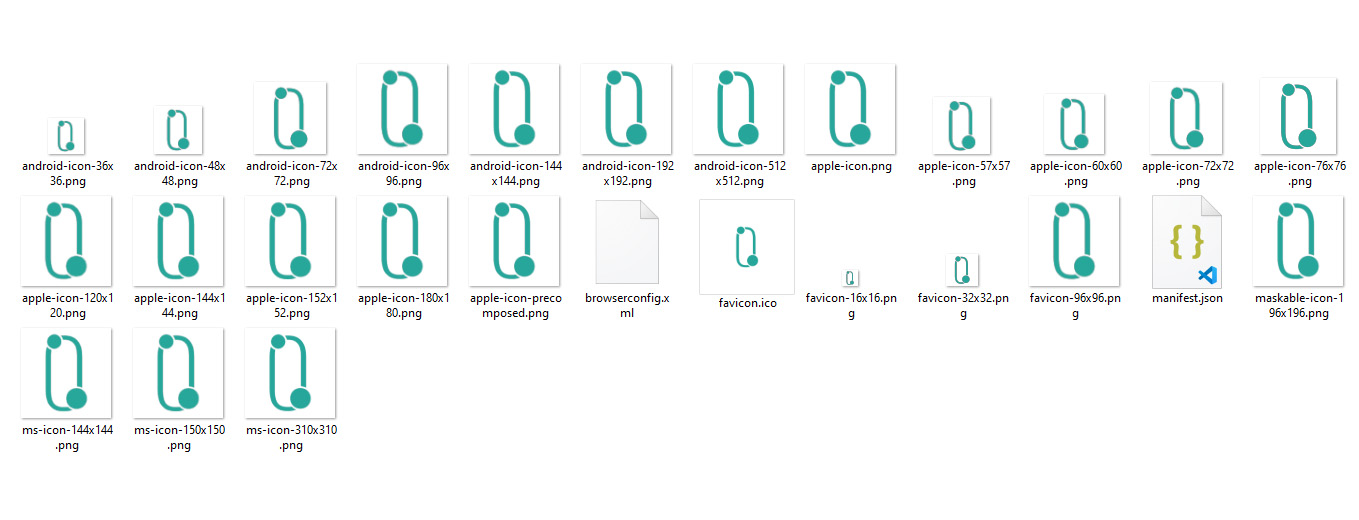 android-icon-36x
36.png
android-icon-48x
48.png
android-icon-72x
72.png
android-icon-96x
96.png
android-icon-144
x144.png
android-icon-192
x192.png
android-icon-512
x512.png
apple-icon.png
apple-icon-57x57
.png
apple-icon-60x60
.png
apple-icon-72x72
.png
apple-icon-76x76
.png
apple-icon-120x1
20.png
apple-icon-144x1
44.png
apple-icon-152x1
52.png
apple-icon-180x1
80.png
apple-icon-preco
mposed.png
browserconfig.x
ml
favicon.ico
favicon-16x16.pn
g
favicon-32x32.pn
g
favicon-96x96.pn
g
{ }
manifest.json
maskable-icon-1
96x196.png
ms-icon-144x144
.png
ms-icon-150x150
.png
ms-icon-310x310
.png